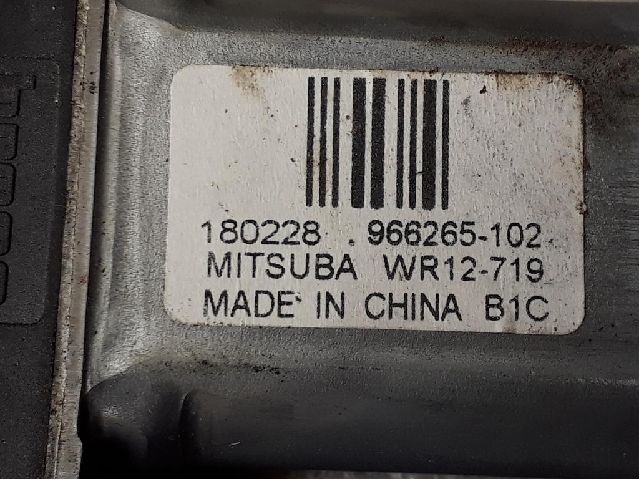 180228 . 966265-102
MITSUBA WR12-719
MADE IN CHINA B1C